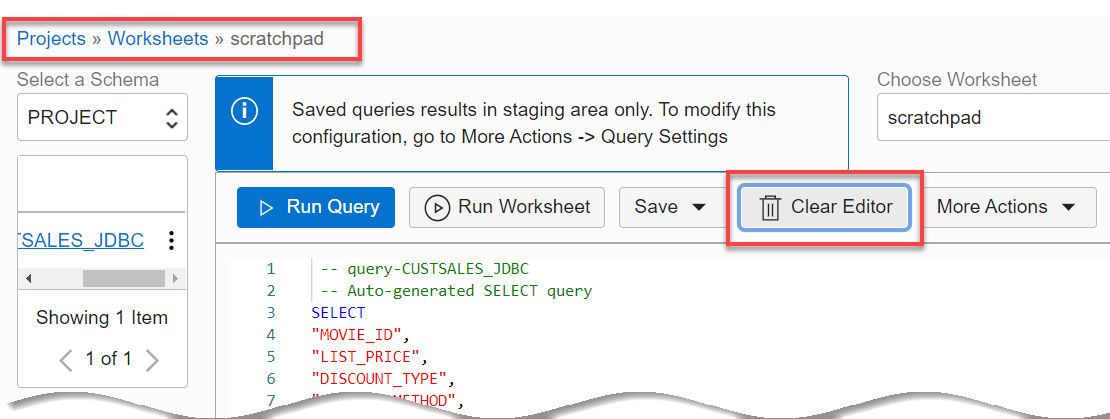 Projects » Worksheets » scratchpad
Select a Schema
PROJECT
TSALES_JDBC
Showing 1 Item
1 of 1
Saved queries results in staging area only. To modify this
configuration, go to More Actions -> Query Settings
Choose Worksheet
scratchpad
Run Query
Run Worksheet
Save
Clear Editor
More Actions
1 -- query-CUSTSALES_JDBC
2 -- Auto-generated SELECT query
3 SELECT
4 "MOVIE_ID",
5 "LIST_PRICE",
6 "DISCOUNT_TYPE",
7 METHOD",